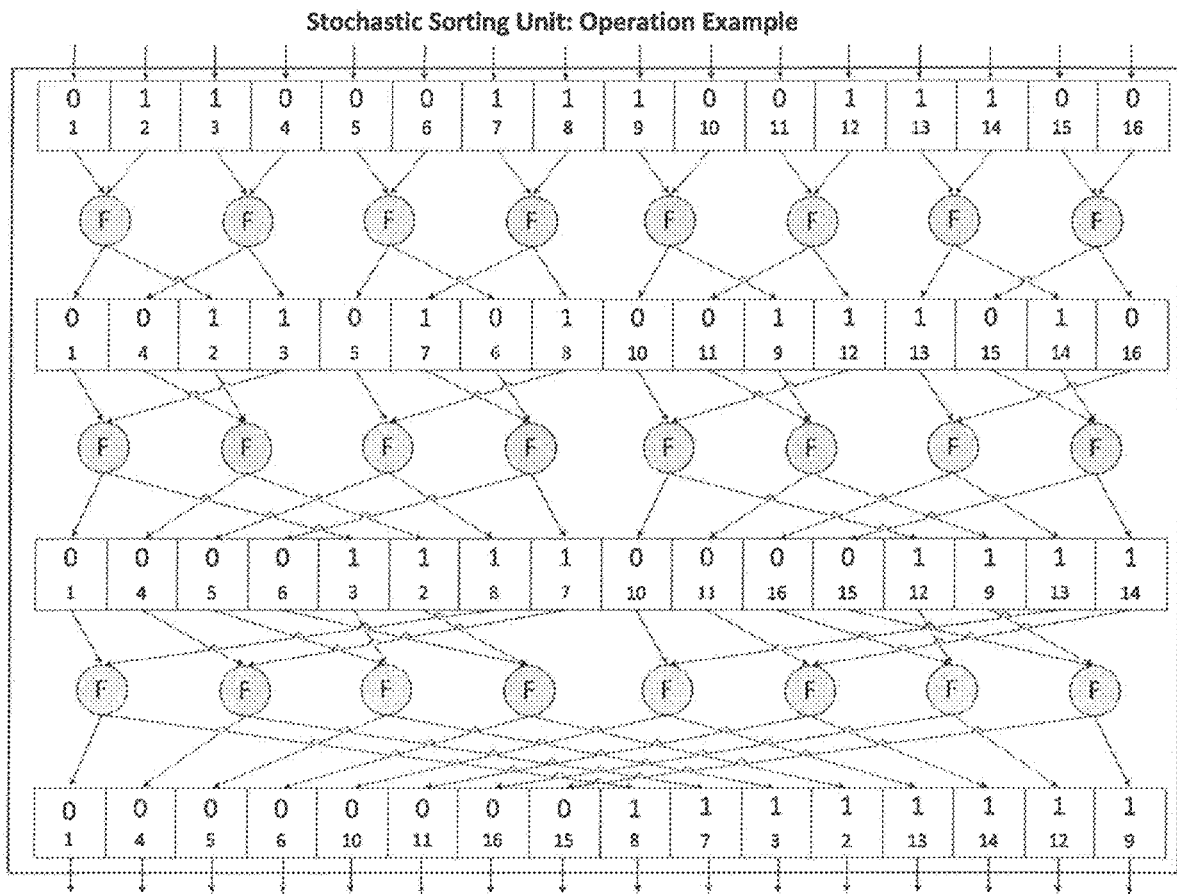 Stochastic Sorting Unit: Operation Example
0 1 1 0 0 0 1 1 1 0 0 1 1 1 0 0
1 2 3 4 5 6 7 8 9 10 11 12 13 14 15 16
F F F F F F F F
0 0 1 1 0 1 0 1 0 0 1 1 1 0 1 0
1 4 2 3 5 7 6 8 10 11 9 12 13 15 14 16
F F F F F F F F
0 0 0 0 1 1 1 1 0 0 0 0 1 1 1 1
1 4 5 6 3 2 8 7 10 11 16 15 12 9 13 14
F F F F F F F F
0 0 0 0 0 0 0 0 1 1 1 1 1 1 1 1
1 4 5 6 10 11 16 15 8 7 3 2 13 14 12 9